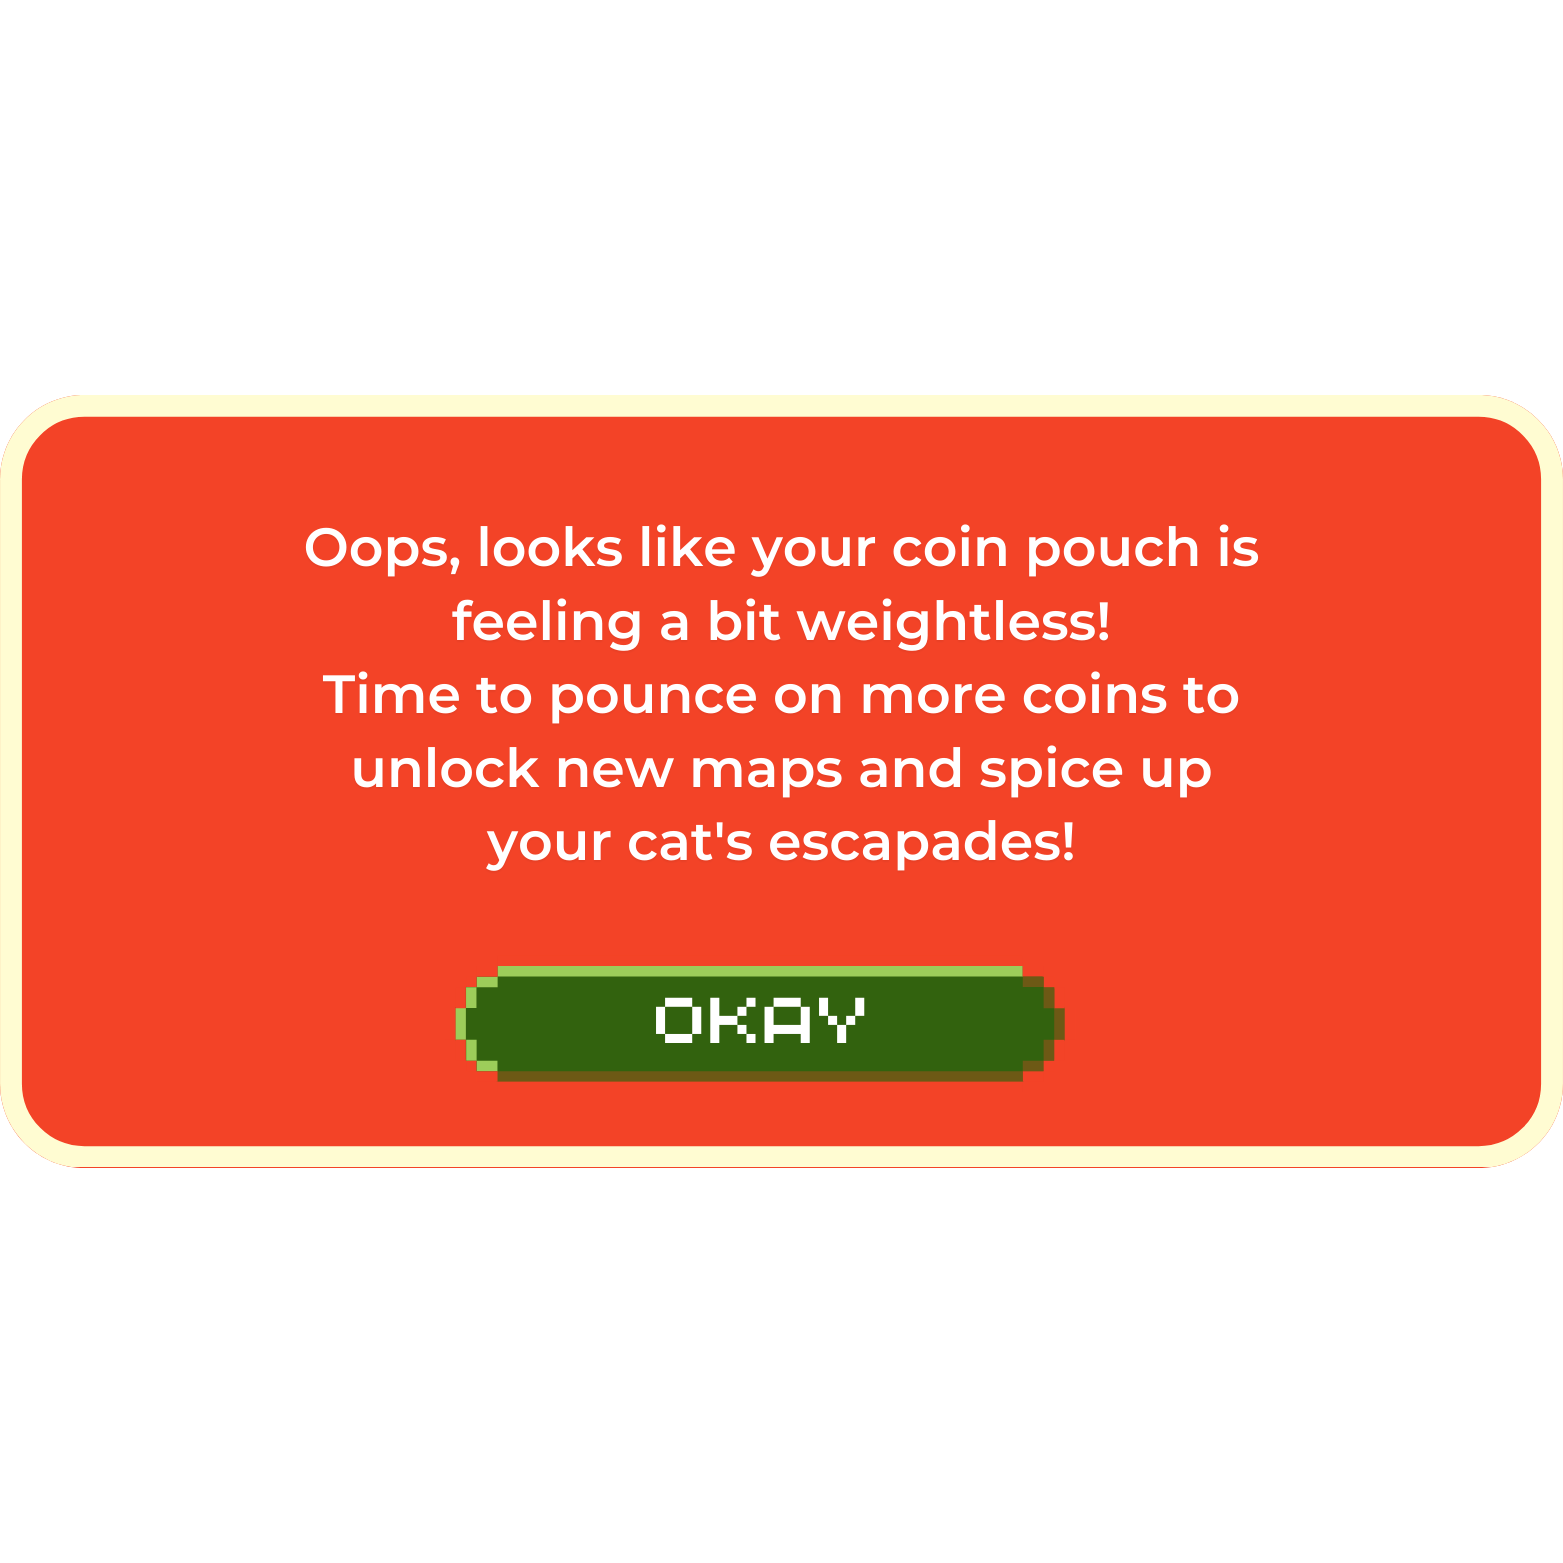 Oops, looks like your coin pouch is
feeling a bit weightless!
Time to pounce on more coins to
unlock new maps and spice up
your cat's escapades!
OKAY